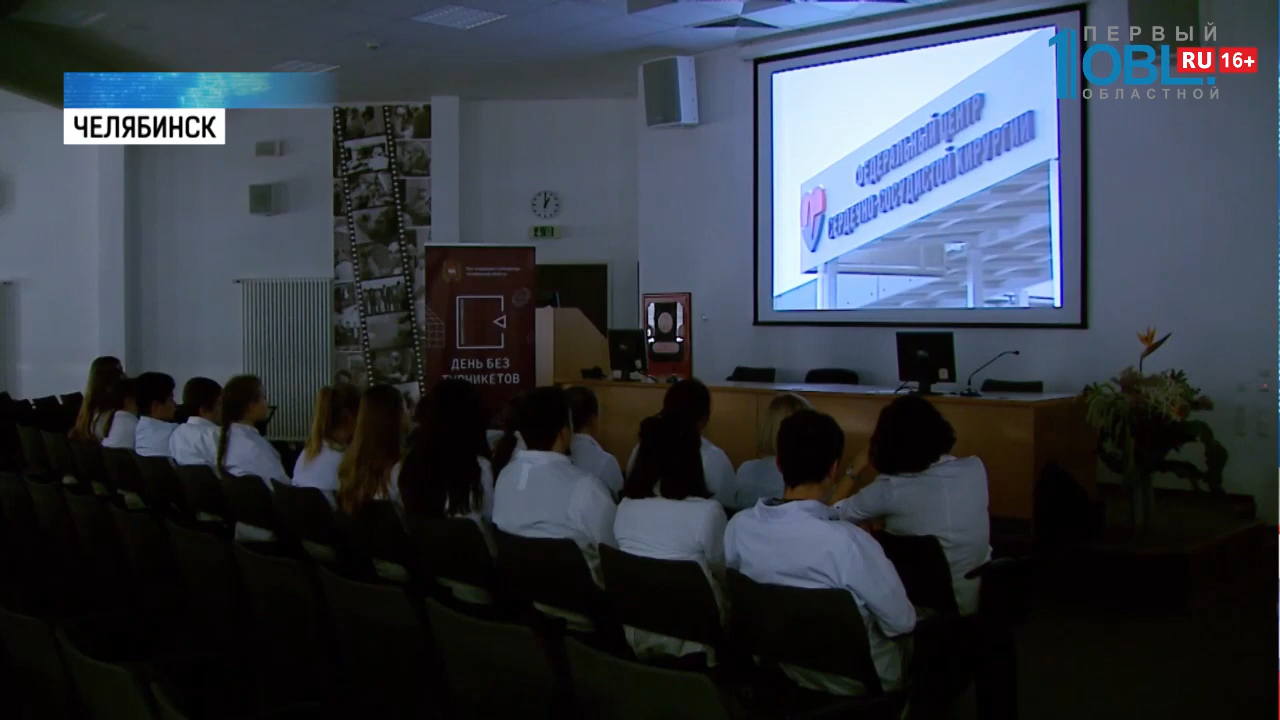 ЧЕЛЯБИНСК
ПЕРВЫЙ
1OBL.
RU 16+
ОБЛАСТНОЙ
ФЕДЕРАЛЬНЫЙ ЦЕНТР
СЕРДЕЧНО-СОСУДИСТОЙ ХИРУРГИИ
ДЕНЬ БЕЗ
ТУРНИКЕТОВ